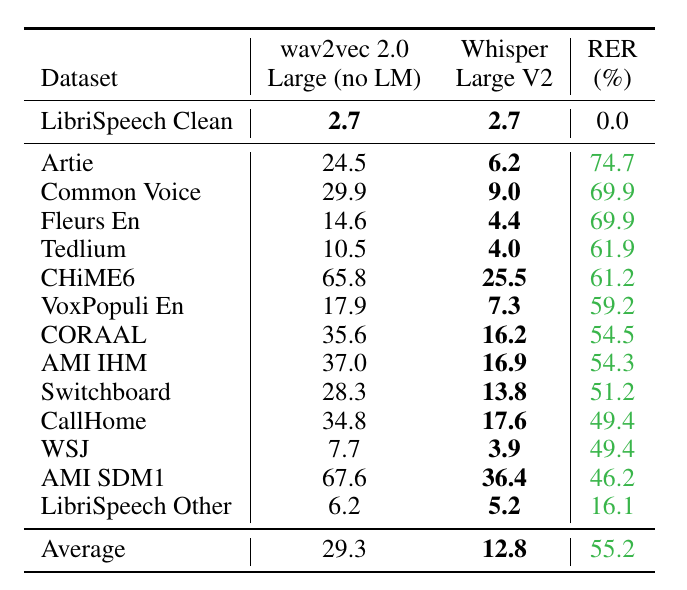 Dataset wav2vec 2.0 Large (no LM) Whisper Large V2 RER (%)
LibriSpeech Clean 2.7 2.7 0.0
Artie 24.5 6.2 74.7
Common Voice 29.9 9.0 69.9
Fleurs En 14.6 4.4 69.9
Tedlium 10.5 4.0 61.9
CHiME6 65.8 25.5 61.2
VoxPopuli En 17.9 7.3 59.2
CORAAL 35.6 16.2 54.5
AMI IHM 37.0 16.9 54.3
Switchboard 28.3 13.8 51.2
CallHome 34.8 17.6 49.4
WSJ 7.7 3.9 49.4
AMI SDM1 67.6 36.4 46.2
LibriSpeech Other 6.2 5.2 16.1
Average 29.3 12.8 55.2